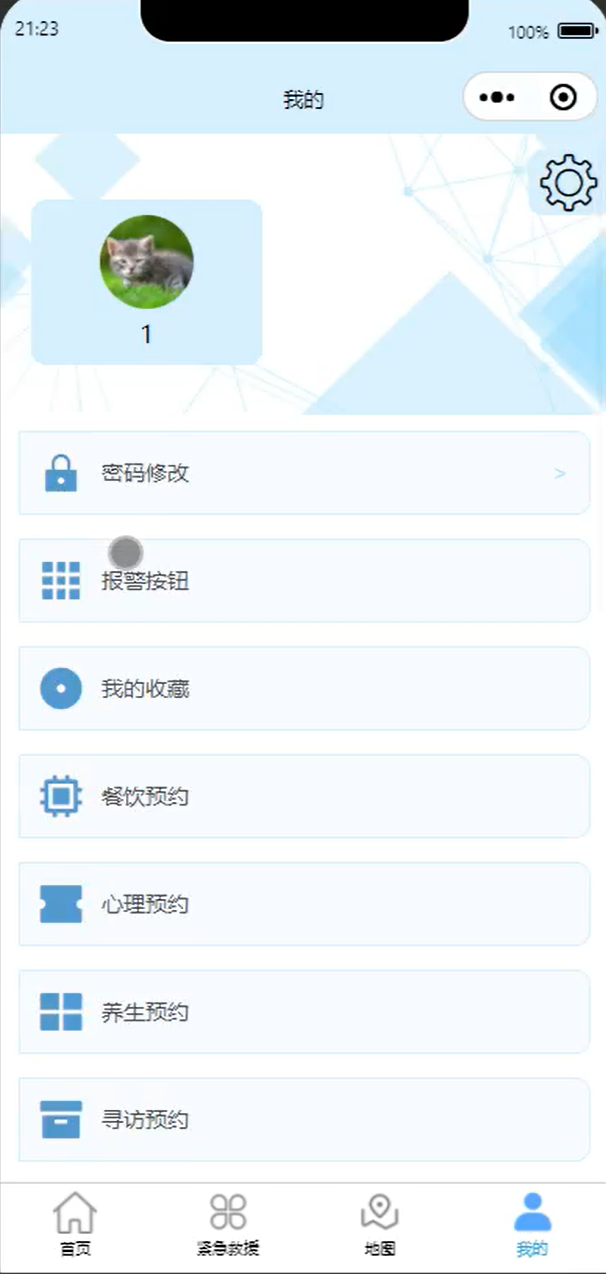 21:23
100%
我的
1
密码修改
>
报警按钮
我的收藏
餐饮预约
心理预约
养生预约
寻访预约
首页
紧急救援
地图
我的